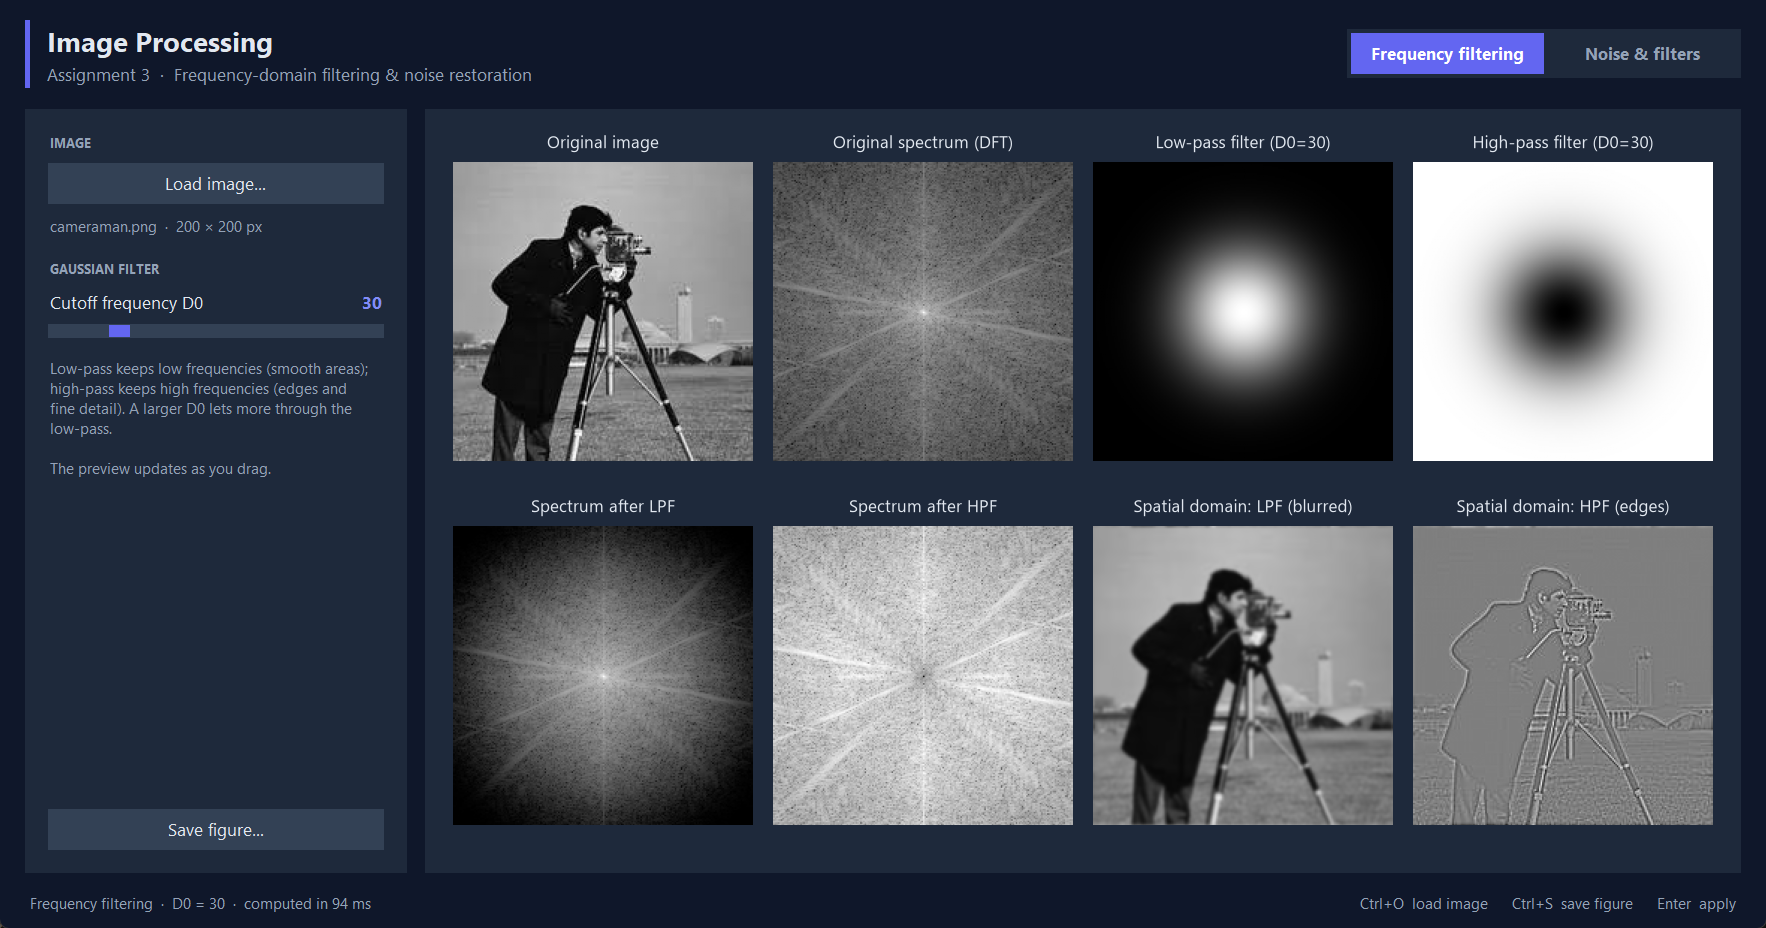 Image Processing
Assignment 3 · Frequency-domain filtering & noise restoration
Frequency filtering
Noise & filters
IMAGE
Load image...
cameraman.png · 200 × 200 px
GAUSSIAN FILTER
Cutoff frequency D0
30
Low-pass keeps low frequencies (smooth areas);
high-pass keeps high frequencies (edges and
fine detail). A larger D0 lets more through the
low-pass.
The preview updates as you drag.
Save figure...
Original image
Original spectrum (DFT)
Low-pass filter (D0=30)
High-pass filter (D0=30)
Spectrum after LPF
Spectrum after HPF
Spatial domain: LPF (blurred)
Spatial domain: HPF (edges)
Frequency filtering · D0 = 30 · computed in 94 ms
Ctrl+O load image
Ctrl+S save figure
Enter apply